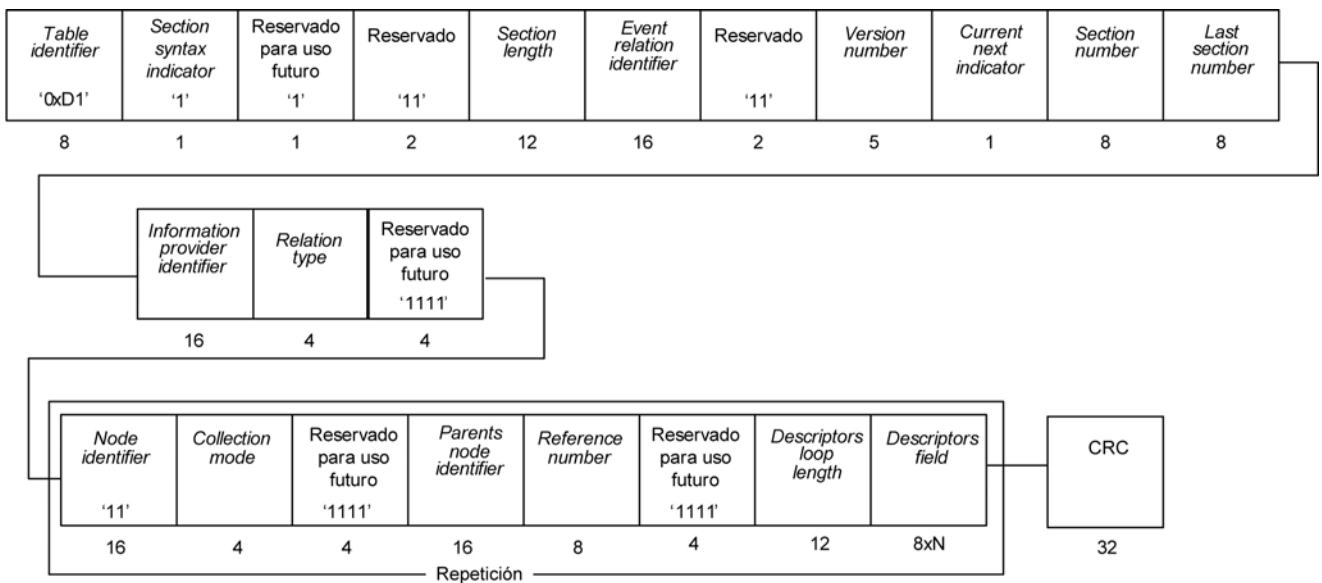 Table identifier '0xD1'
Section syntax indicator '1'
Reservado para uso futuro '1'
Reservado '11'
Section length
Event relation identifier
Reservado '11'
Version number
Current next indicator
Section number
Last section number
8 1 1 2 12 16 2 5 1 8 8
Information provider identifier
Relation type
Reservado para uso futuro '1111'
16 4 4
Node identifier '11'
Collection mode
Reservado para uso futuro '1111'
Parents node identifier
Reference number
Reservado para uso futuro '1111'
Descriptors loop length
Descriptors field
CRC
16 4 4 16 8 4 12 8xN 32
Repetición